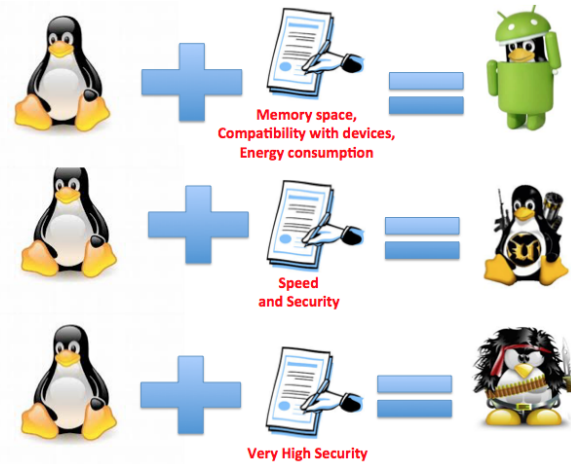 Memory space,
Compatibility with devices,
Energy consumption
Speed
and Security
U
Very High Security